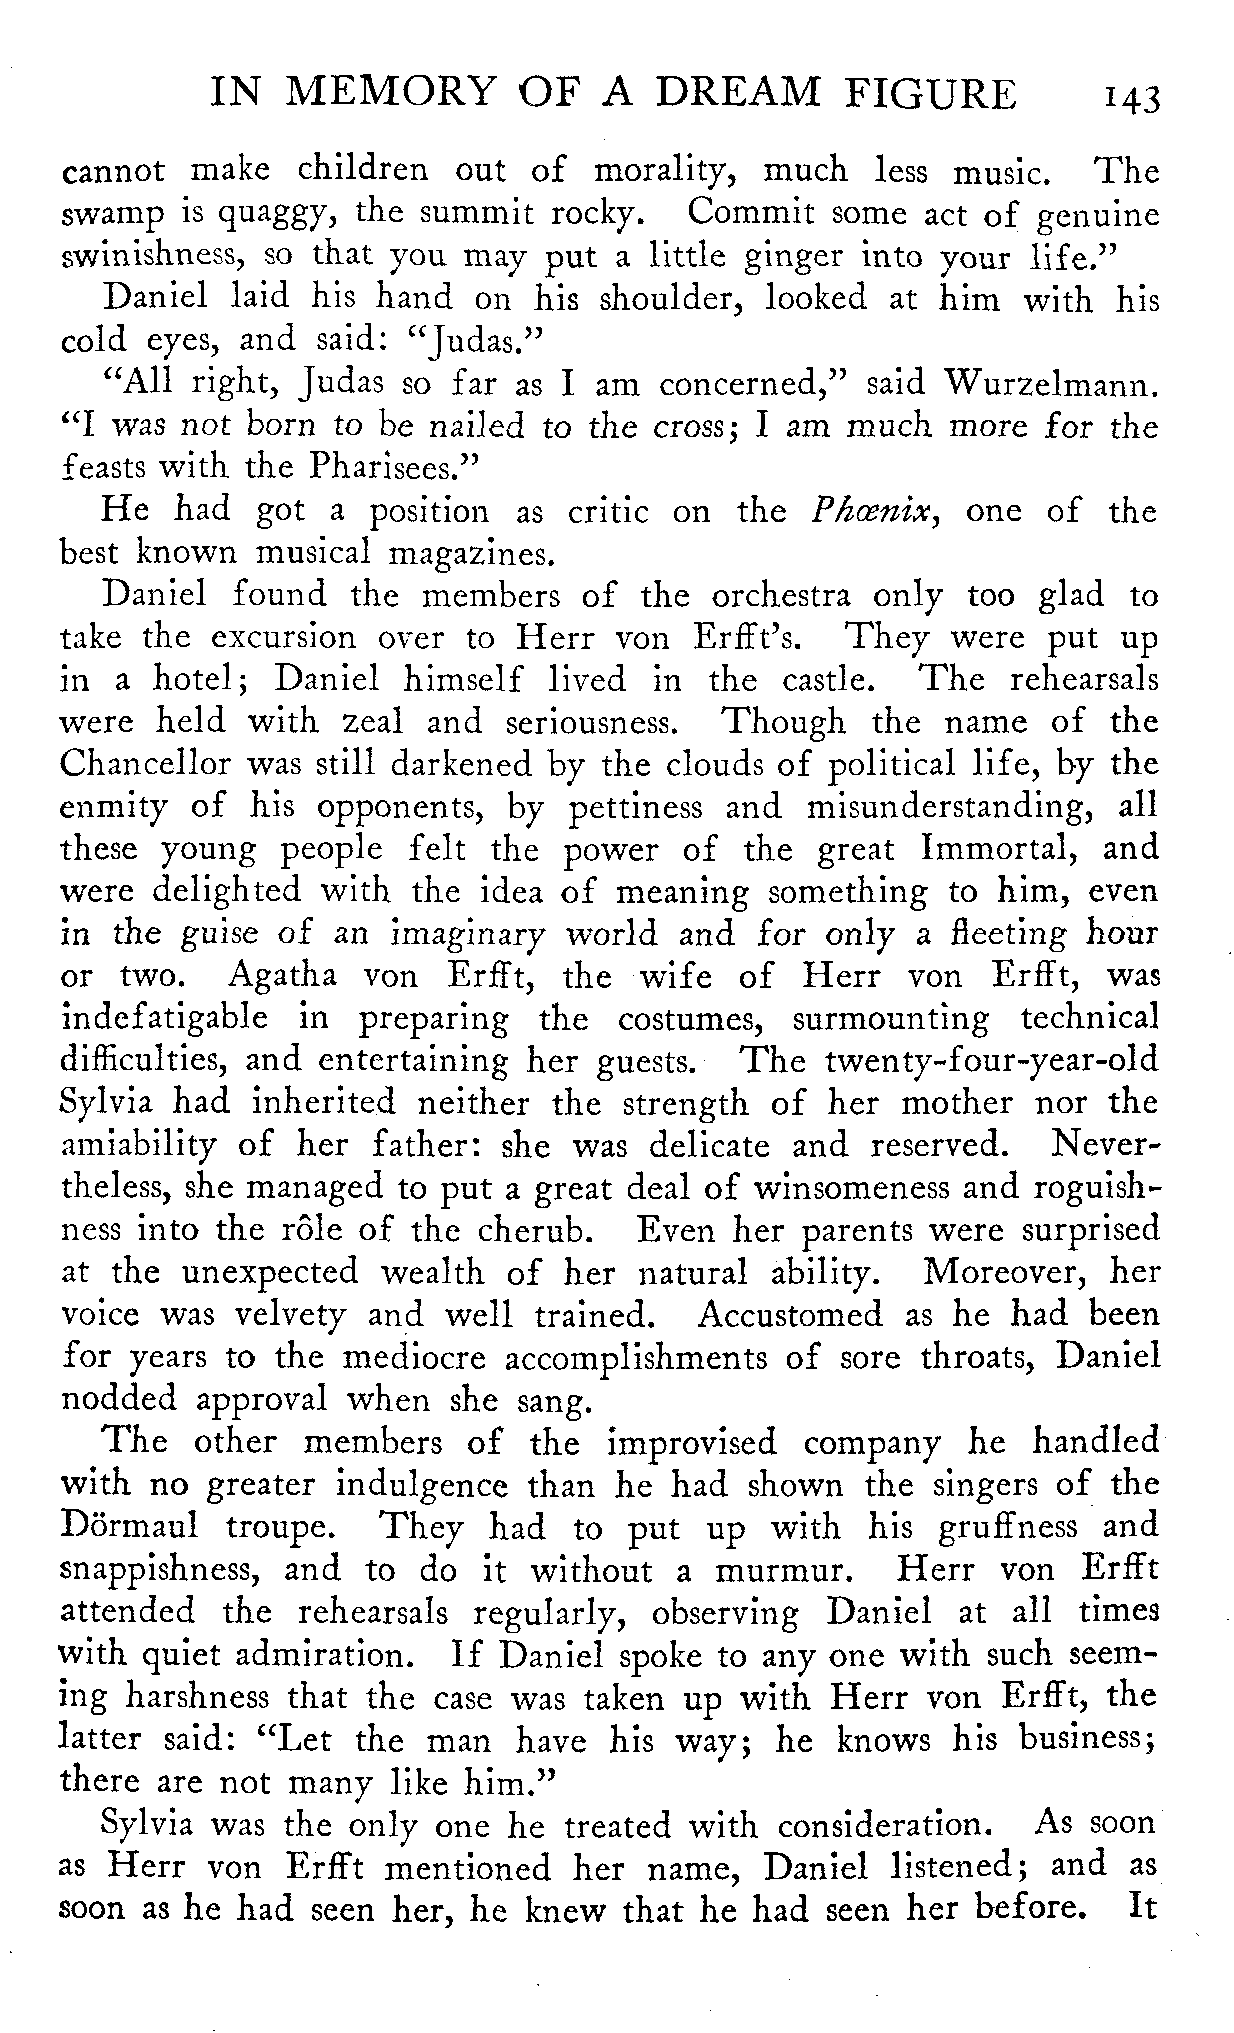 IN MEMORY OF A DREAM FIGURE 143
cannot make children out of morality, much less music. The
swamp is quaggy, the summit rocky. Commit some act of genuine
swinishness, so that you may put a little ginger into your life.”
Daniel laid his hand on his shoulder, looked at him with his
cold eyes, and said: “Judas.”
“All right, Judas so far as I am concerned,” said Wurzelmann.
“I was not born to be nailed to the cross; I am much more for the
feasts with the Pharisees.”
He had got a position as critic on the Phœnix, one of the
best known musical magazines.
Daniel found the members of the orchestra only too glad to
take the excursion over to Herr von Erfft’s. They were put up
in a hotel; Daniel himself lived in the castle. The rehearsals
were held with zeal and seriousness. Though the name of the
Chancellor was still darkened by the clouds of political life, by the
enmity of his opponents, by pettiness and misunderstanding, all
these young people felt the power of the great Immortal, and
were delighted with the idea of meaning something to him, even
in the guise of an imaginary world and for only a fleeting hour
or two. Agatha von Erfft, the wife of Herr von Erfft, was
indefatigable in preparing the costumes, surmounting technical
difficulties, and entertaining her guests. The twenty-four-year-old
Sylvia had inherited neither the strength of her mother nor the
amiability of her father: she was delicate and reserved. Never-
theless, she managed to put a great deal of winsomeness and roguish-
ness into the rôle of the cherub. Even her parents were surprised
at the unexpected wealth of her natural ability. Moreover, her
voice was velvety and well trained. Accustomed as he had been
for years to the mediocre accomplishments of sore throats, Daniel
nodded approval when she sang.
The other members of the improvised company he handled
with no greater indulgence than he had shown the singers of the
Dörmaul troupe. They had to put up with his gruffness and
snappishness, and to do it without a murmur. Herr von Erfft
attended the rehearsals regularly, observing Daniel at all times
with quiet admiration. If Daniel spoke to any one with such seem-
ing harshness that the case was taken up with Herr von Erfft, the
latter said: “Let the man have his way; he knows his business;
there are not many like him.”
Sylvia was the only one he treated with consideration. As soon
as Herr von Erfft mentioned her name, Daniel listened; and as
soon as he had seen her, he knew that he had seen her before. It